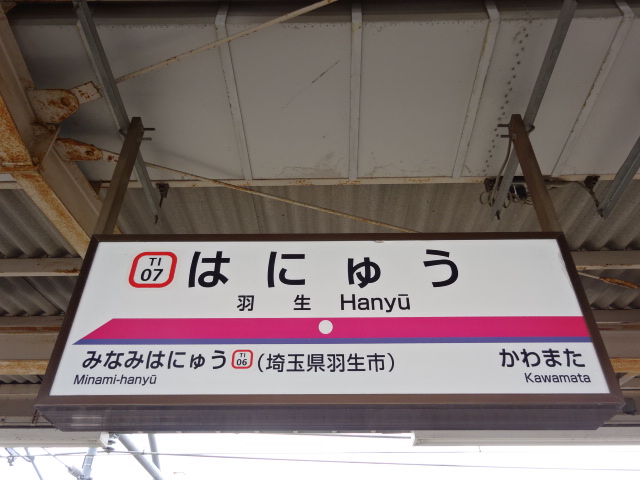 TI
07
はにゅう
羽生 Hanyū
みなみはにゅう TI 06 (埼玉県羽生市) かわまた
Minami-hanyū Kawamata